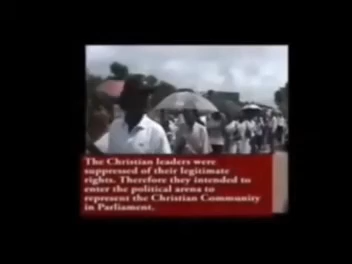 The Christian leaders were
suppressed of their legitimate
rights. Therefore they intended to
enter the political arena to
represent the Christian Community
in Parliament.